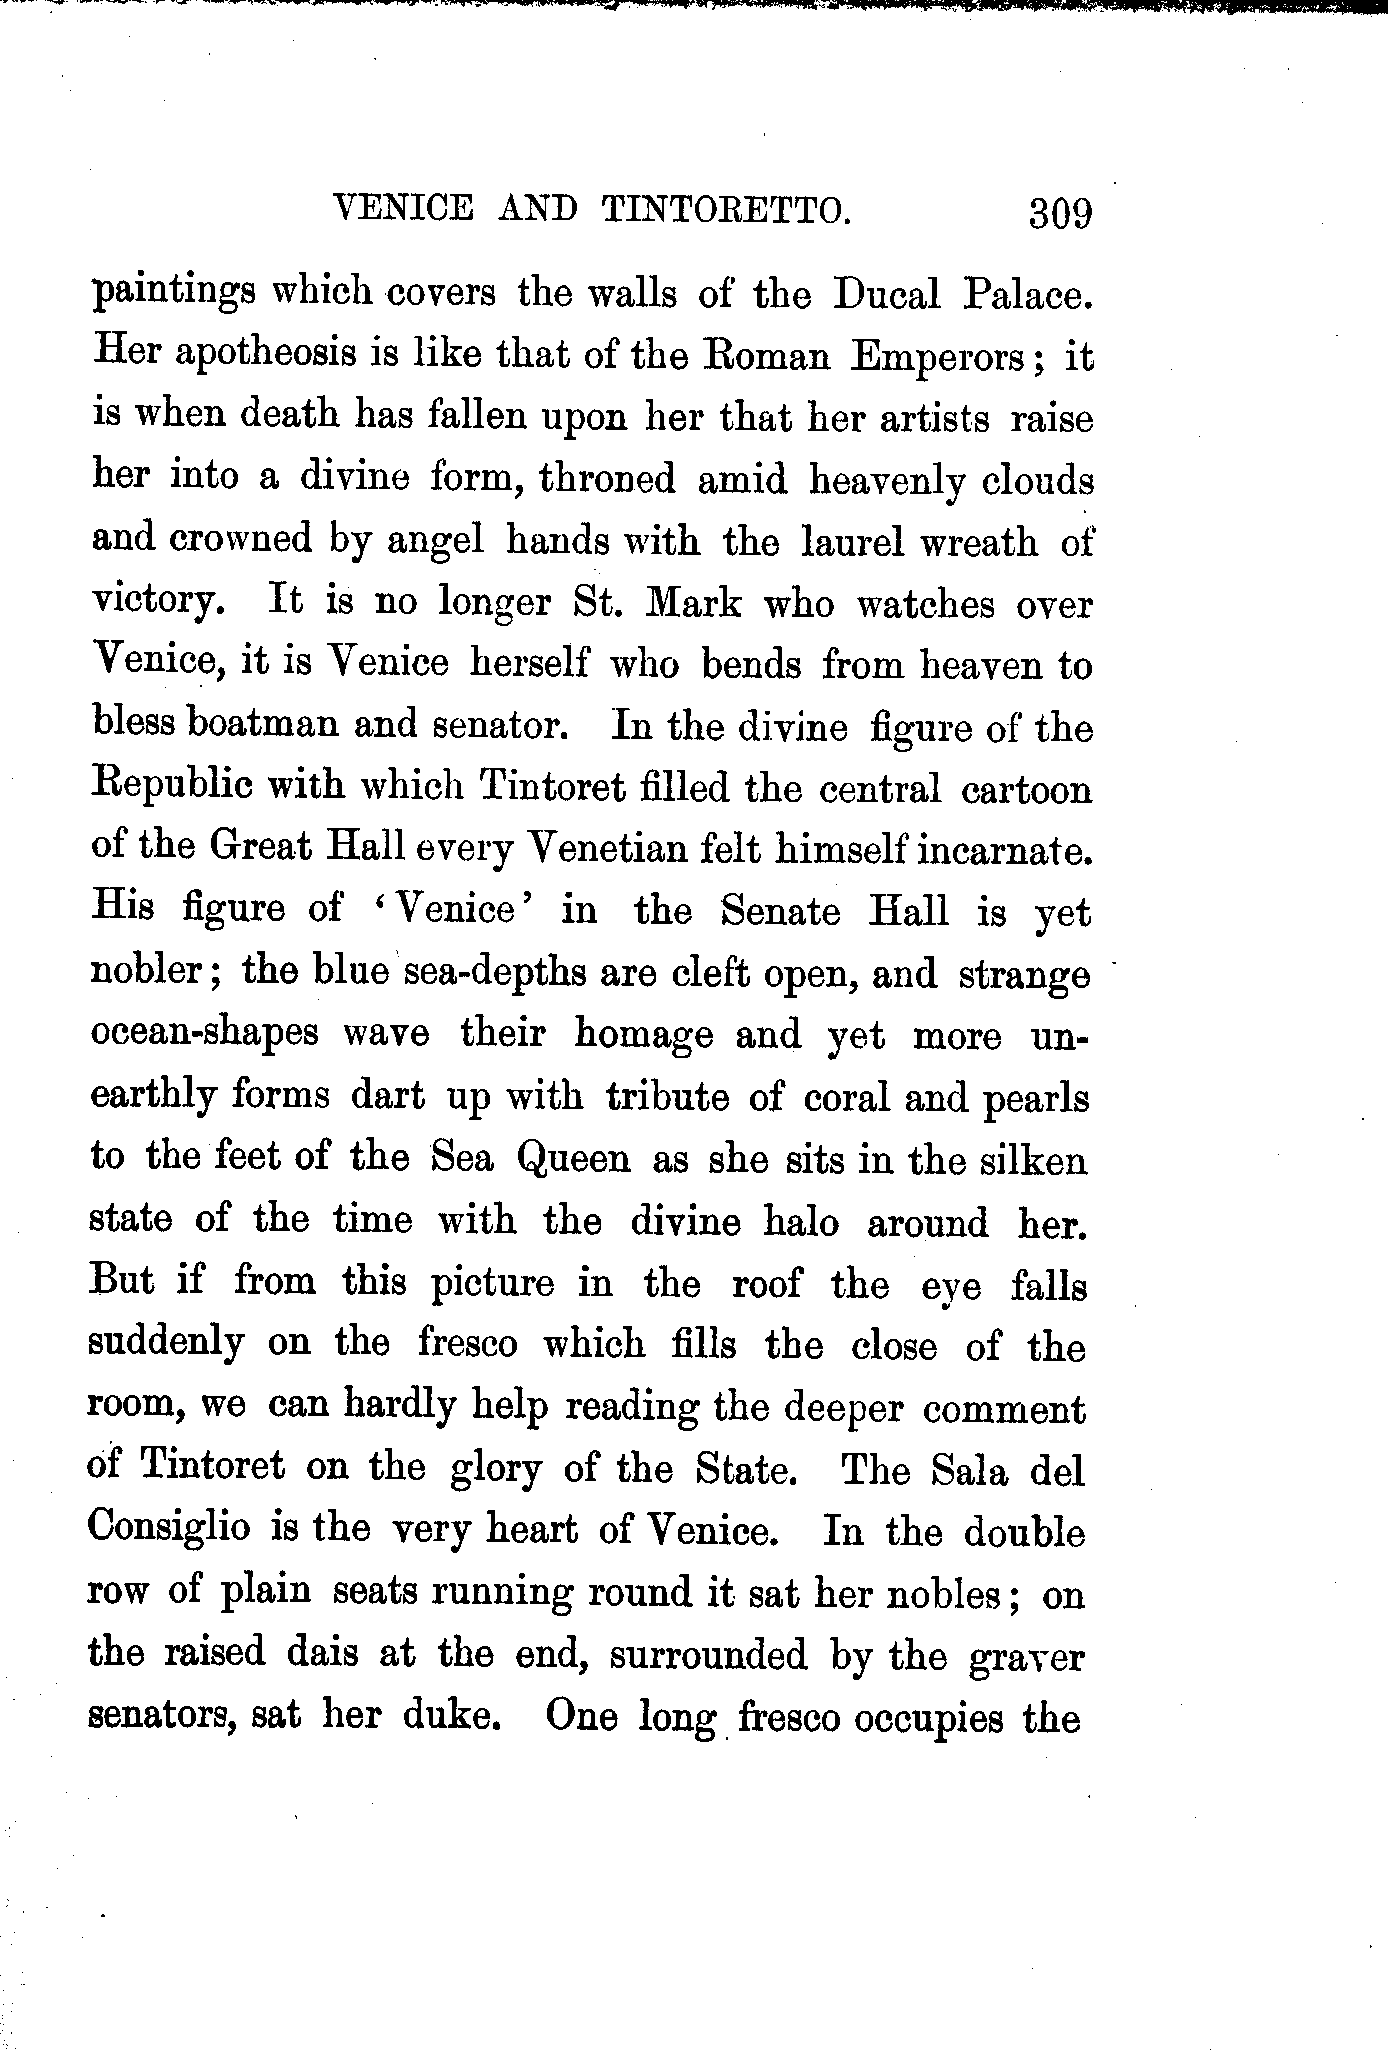 VENICE AND TINTORETTO. 309
paintings which covers the walls of the Ducal Palace.
Her apotheosis is like that of the Roman Emperors; it
is when death has fallen upon her that her artists raise
her into a divine form, throned amid heavenly clouds
and crowned by angel hands with the laurel wreath of
victory. It is no longer St. Mark who watches over
Venice, it is Venice herself who bends from heaven to
bless boatman and senator. In the divine figure of the
Republic with which Tintoret filled the central cartoon
of the Great Hall every Venetian felt himself incarnate.
His figure of ‘Venice’ in the Senate Hall is yet
nobler; the blue sea-depths are cleft open, and strange
ocean-shapes wave their homage and yet more un-
earthly forms dart up with tribute of coral and pearls
to the feet of the Sea Queen as she sits in the silken
state of the time with the divine halo around her.
But if from this picture in the roof the eye falls
suddenly on the fresco which fills the close of the
room, we can hardly help reading the deeper comment
of Tintoret on the glory of the State. The Sala del
Consiglio is the very heart of Venice. In the double
row of plain seats running round it sat her nobles; on
the raised dais at the end, surrounded by the graver
senators, sat her duke. One long fresco occupies the